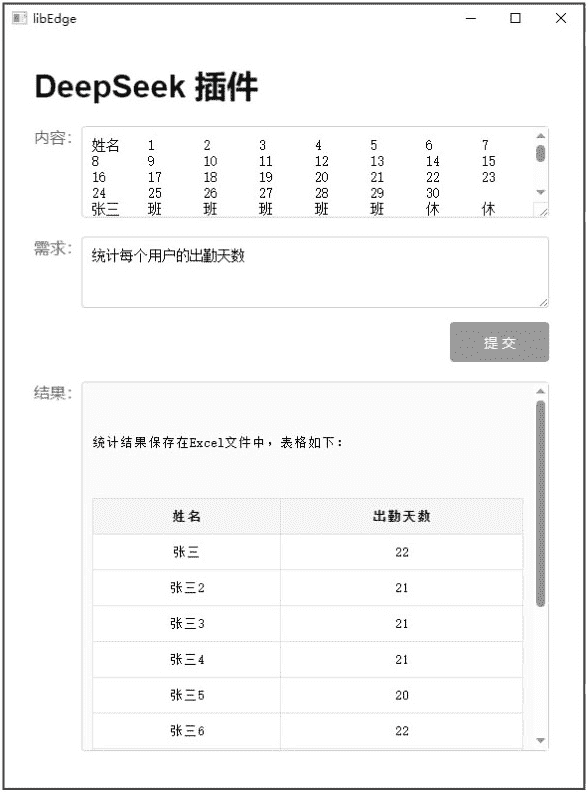 libEdge
DeepSeek 插件
内容:
姓名 1 2 3 4 5 6 7
8 9 10 11 12 13 14 15
16 17 18 19 20 21 22 23
24 25 26 27 28 29 30
张三 班 班 班 班 班 休 休
需求:
统计每个用户的出勤天数
提交
结果:
统计结果保存在Excel文件中，表格如下:
姓名 出勤天数
张三 22
张三2 21
张三3 21
张三4 21
张三5 20
张三6 22